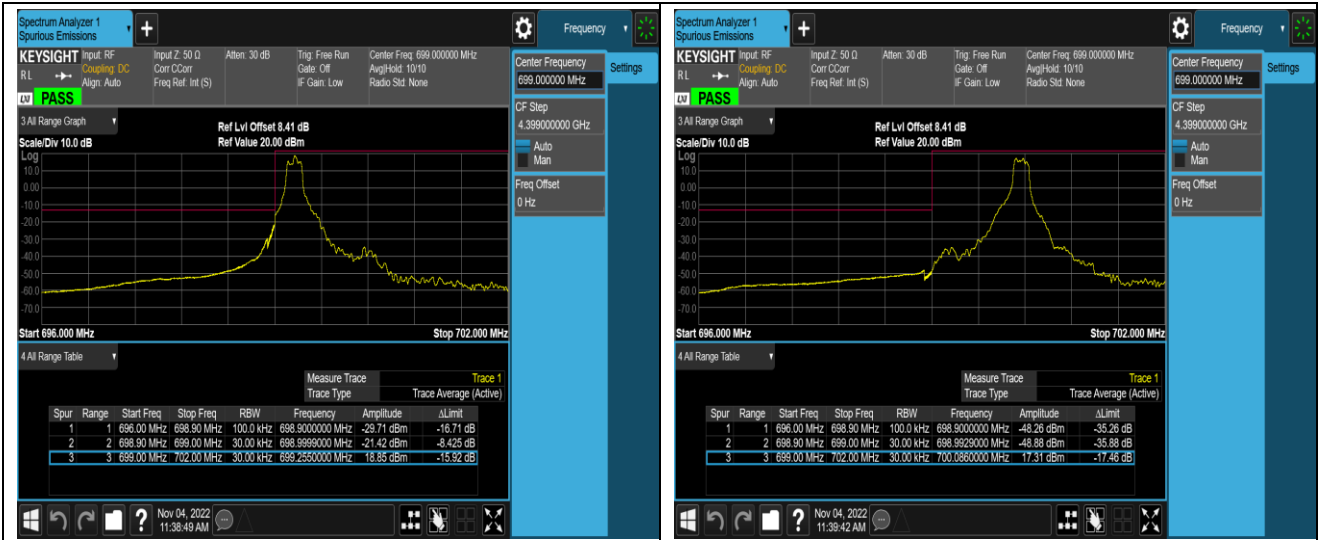 Spectrum Analyzer 1
Spurious Emissions
+
Frequency
KEYSIGHT Input: RF Input Z: 50 Ω Atten: 30 dB Trig: Free Run Center Freq: 699.000000 MHz
Coupling: DC Corr CCorr Gate: Off Avg|Hold: 10/10
RL Align: Auto Freq Ref: Int (S) IF Gain: Low Radio Std: None
PASS
Center Frequency
699.000000 MHz
Settings
CF Step
4.399000000 GHz
Auto
Man
Freq Offset
0 Hz
3 All Range Graph
Ref Lvl Offset 8.41 dB
Scale/Div 10.0 dB Ref Value 20.00 dBm
Log
10.0
0.00
-10.0
-20.0
-30.0
-40.0
-50.0
-60.0
-70.0
Start 696.000 MHz Stop 702.000 MHz
4 All Range Table
Measure Trace Trace 1
Trace Type Trace Average (Active)
Spur Range Start Freq Stop Freq RBW Frequency Amplitude ΔLimit
1 1 696.00 MHz 698.90 MHz 100.0 kHz 698.9000000 MHz -29.71 dBm -16.71 dB
2 2 698.90 MHz 699.00 MHz 30.00 kHz 698.9999000 MHz -21.42 dBm -8.425 dB
3 3 699.00 MHz 702.00 MHz 30.00 kHz 699.2550000 MHz 18.85 dBm -15.92 dB
?
Nov 04, 2022
11:38:49 AM
Spectrum Analyzer 1
Spurious Emissions
+
Frequency
KEYSIGHT Input: RF Input Z: 50 Ω Atten: 30 dB Trig: Free Run Center Freq: 699.000000 MHz
Coupling: DC Corr CCorr Gate: Off Avg|Hold: 10/10
RL Align: Auto Freq Ref: Int (S) IF Gain: Low Radio Std: None
PASS
Center Frequency
699.000000 MHz
Settings
CF Step
4.399000000 GHz
Auto
Man
Freq Offset
0 Hz
3 All Range Graph
Ref Lvl Offset 8.41 dB
Scale/Div 10.0 dB Ref Value 20.00 dBm
Log
10.0
0.00
-10.0
-20.0
-30.0
-40.0
-50.0
-60.0
-70.0
Start 696.000 MHz Stop 702.000 MHz
4 All Range Table
Measure Trace Trace 1
Trace Type Trace Average (Active)
Spur Range Start Freq Stop Freq RBW Frequency Amplitude ΔLimit
1 1 696.00 MHz 698.90 MHz 100.0 kHz 698.9000000 MHz -48.26 dBm -35.26 dB
2 2 698.90 MHz 699.00 MHz 30.00 kHz 698.9929000 MHz -48.88 dBm -35.88 dB
3 3 699.00 MHz 702.00 MHz 30.00 kHz 700.0860000 MHz 17.31 dBm -17.46 dB
?
Nov 04, 2022
11:39:42 AM